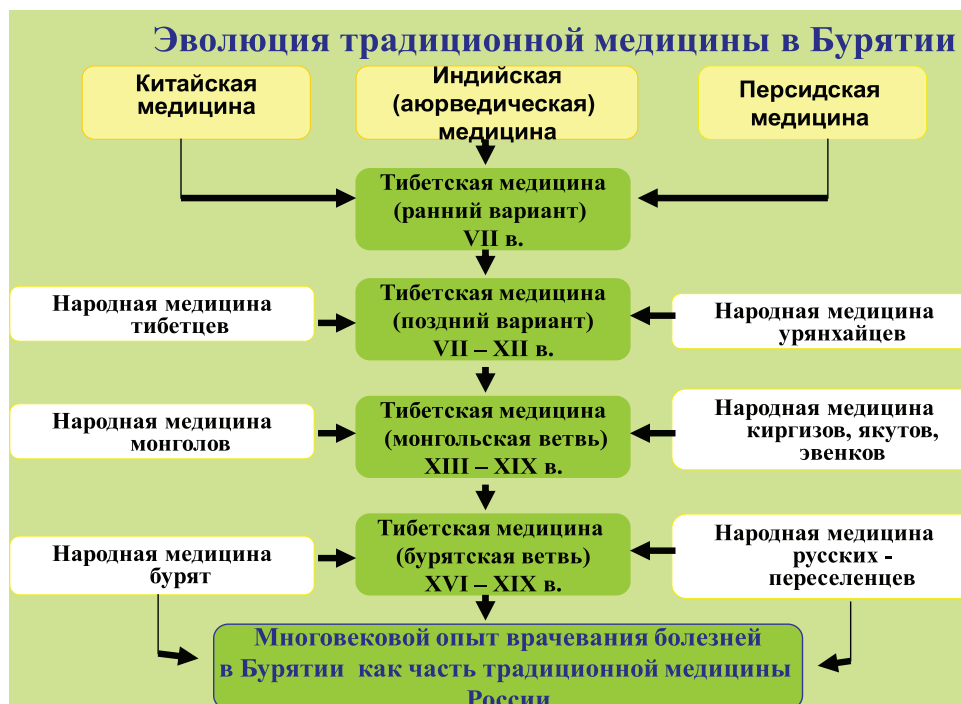 Эволюция традиционной медицины в Бурятии
Китайская
медицина
Индийская
(аюрведическая)
медицина
Персидская
медицина
Тибетская медицина
(ранний вариант)
VII в.
Народная медицина
тибетцев
Тибетская медицина
(поздний вариант)
VII – XII в.
Народная медицина
урянхайцев
Народная медицина
монголов
Тибетская медицина
(монгольская ветвь)
XIII – XIX в.
Народная медицина
киргизов, якутов,
эвенков
Народная медицина
бурят
Тибетская медицина
(бурятская ветвь)
XVI – XIX в.
Народная медицина
русских -
переселенцев
Многовековой опыт врачевания болезней
в Бурятии как часть традиционной медицины
России